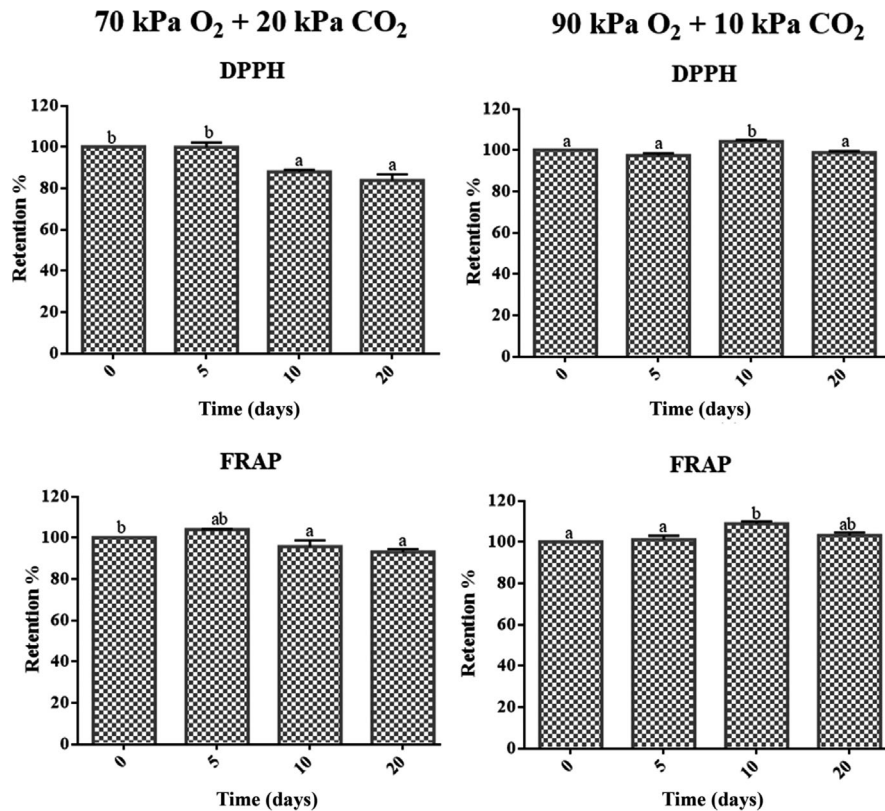 70 kPa O₂ + 20 kPa CO₂
DPPH
Retention %
120
100
80
60
40
20
0
b
b
a
a
0
5
10
20
Time (days)
90 kPa O₂ + 10 kPa CO₂
DPPH
Retention %
120
100
80
60
40
20
0
a
a
b
a
0
5
10
20
Time (days)
FRAP
Retention %
120
100
80
60
40
20
0
b
ab
a
a
0
5
10
20
Time (days)
FRAP
Retention %
120
100
80
60
40
20
0
a
a
b
ab
0
5
10
20
Time (days)